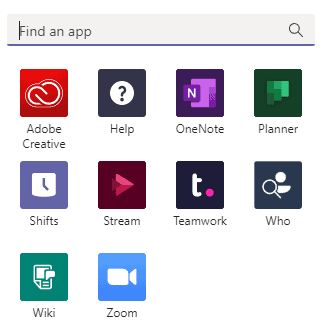 Find an app
Adobe Creative
Help
OneNote
Planner
Shifts
Stream
Teamwork
Who
Wiki
Zoom